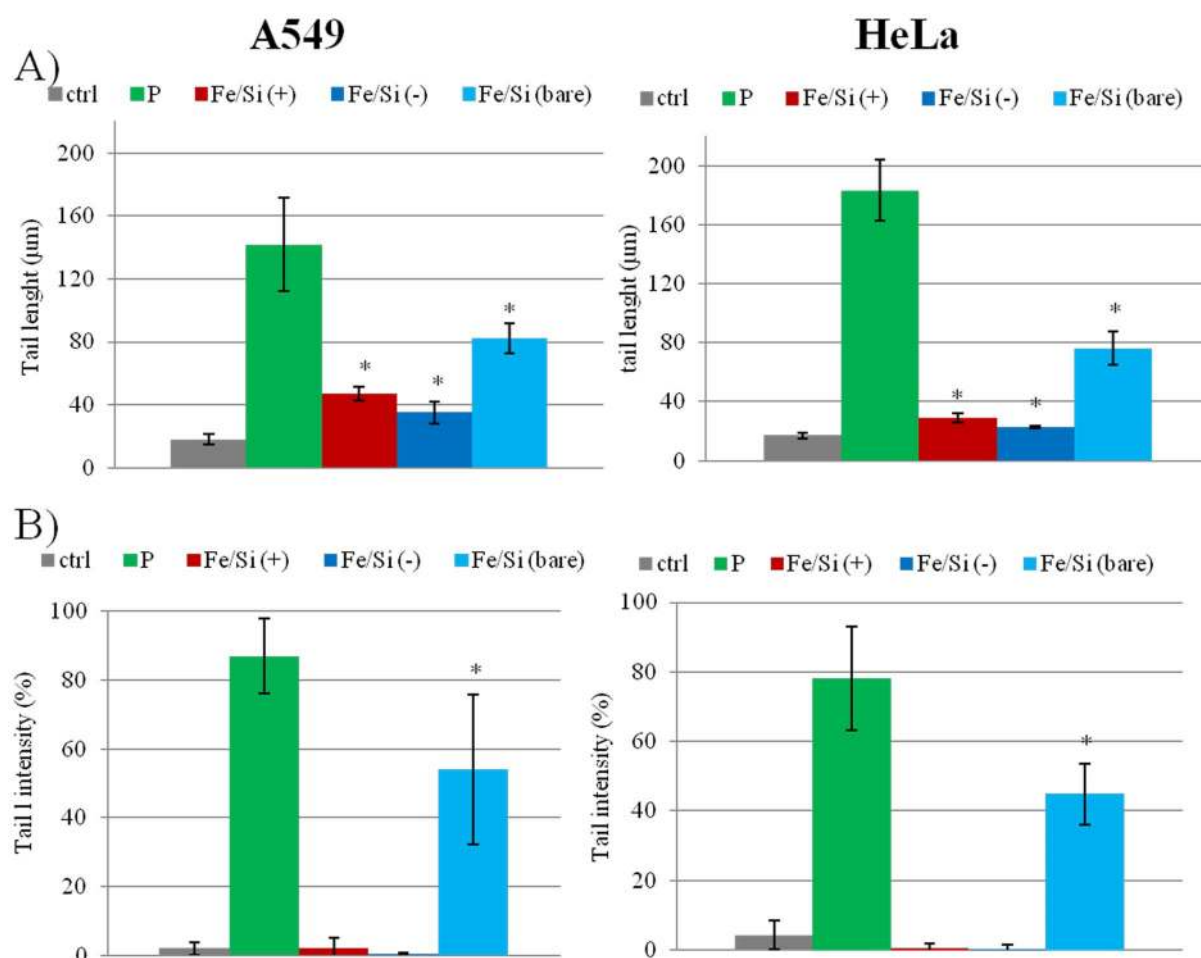 A549 HeLa
A)
ctrl P Fe/Si (+) Fe/Si (-) Fe/Si (bare) ctrl P Fe/Si (+) Fe/Si (-) Fe/Si (bare)
Tail lenght (μm)
200
160
120
80
40
0
* * *
tail lenght (μm)
200
160
120
80
40
0
* * *
B)
ctrl P Fe/Si (+) Fe/Si (-) Fe/Si (bare) ctrl P Fe/Si (+) Fe/Si (-) Fe/Si (bare)
Tail l intensity (%)
100
80
60
40
20
0
*
Tail intensity (%)
100
80
60
40
20
0
*